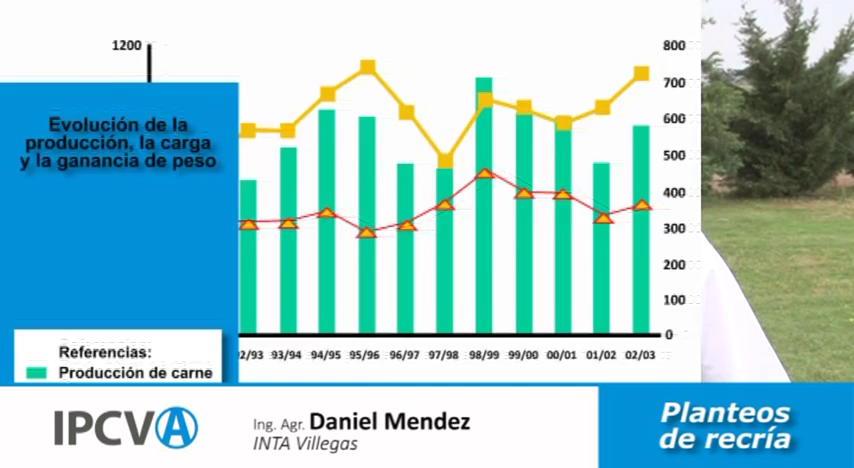 1200
800
700
600
500
400
300
200
100
0
Evolución de la
producción, la carga
y la ganancia de peso
2/93 93/94 94/95 95/96 96/97 97/98 98/99 99/00 00/01 01/02 02/03
Referencias:
Producción de carne
IPCVA
Ing. Agr. Daniel Mendez
INTA Villegas
Planteos
de recría